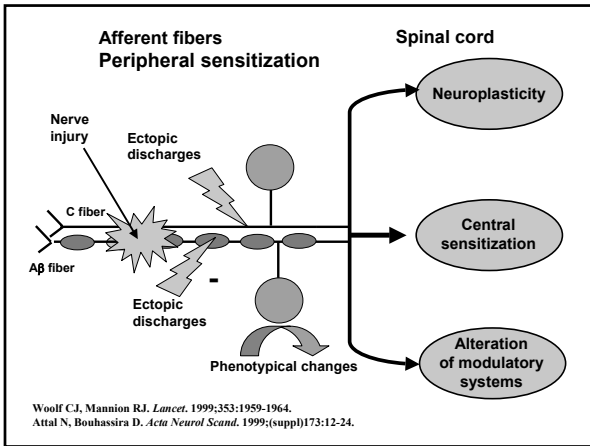 Afferent fibers
Peripheral sensitization
Spinal cord
Neuroplasticity
Nerve
injury
Ectopic
discharges
C fiber
Aβ fiber
Central
sensitization
-
Ectopic
discharges
Phenotypical changes
Alteration
of modulatory
systems
Woolf CJ, Mannion RJ. Lancet. 1999;353:1959-1964.
Attal N, Bouhassira D. Acta Neurol Scand. 1999;(suppl)173:12-24.